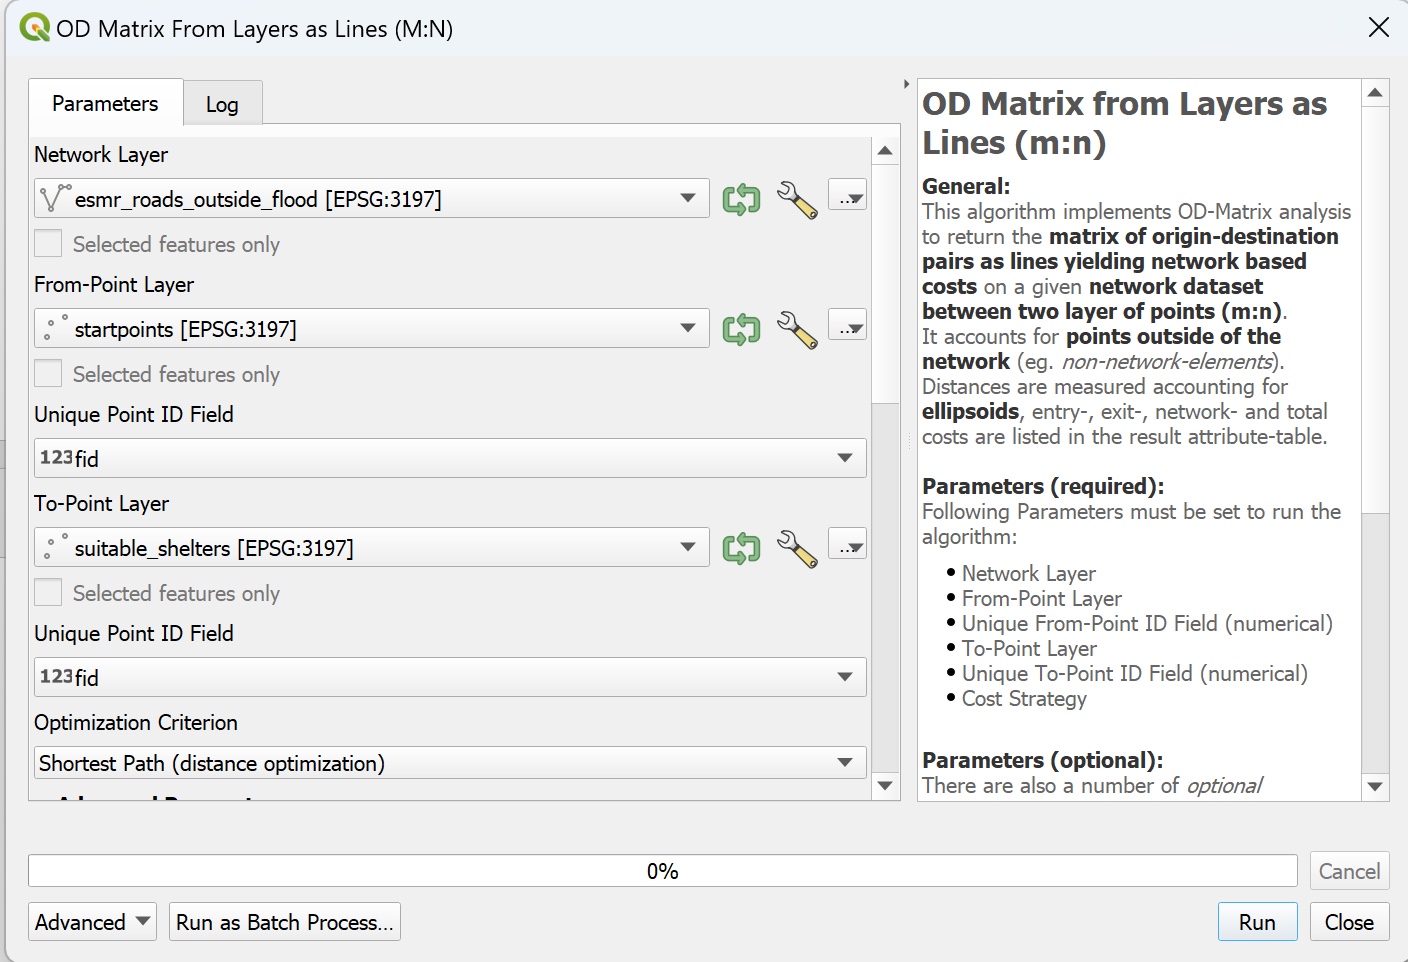 OD Matrix From Layers as Lines (M:N)
Parameters
Log
Network Layer
esmr_roads_outside_flood [EPSG:3197]
...
Selected features only
From-Point Layer
startpoints [EPSG:3197]
...
Selected features only
Unique Point ID Field
123 fid
To-Point Layer
suitable_shelters [EPSG:3197]
...
Selected features only
Unique Point ID Field
123 fid
Optimization Criterion
Shortest Path (distance optimization)
OD Matrix from Layers as
Lines (m:n)
General:
This algorithm implements OD-Matrix analysis
to return the matrix of origin-destination
pairs as lines yielding network based
costs on a given network dataset
between two layer of points (m:n).
It accounts for points outside of the
network (eg. non-network-elements).
Distances are measured accounting for
ellipsoids, entry-, exit-, network- and total
costs are listed in the result attribute-table.
Parameters (required):
Following Parameters must be set to run the
algorithm:
• Network Layer
• From-Point Layer
• Unique From-Point ID Field (numerical)
• To-Point Layer
• Unique To-Point ID Field (numerical)
• Cost Strategy
Parameters (optional):
There are also a number of optional
0%
Cancel
Advanced
Run as Batch Process...
Run
Close